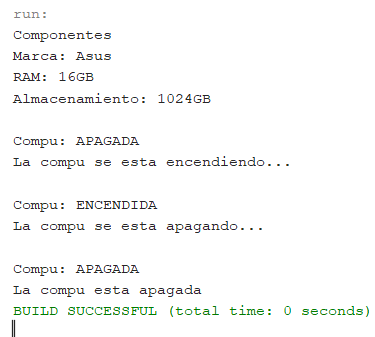 run:
Componentes
Marca: Asus
RAM: 16GB
Almacenamiento: 1024GB
Compu: APAGADA
La compu se esta encendiendo...
Compu: ENCENDIDA
La compu se esta apagando...
Compu: APAGADA
La compu esta apagada
BUILD SUCCESSFUL (total time: 0 seconds)